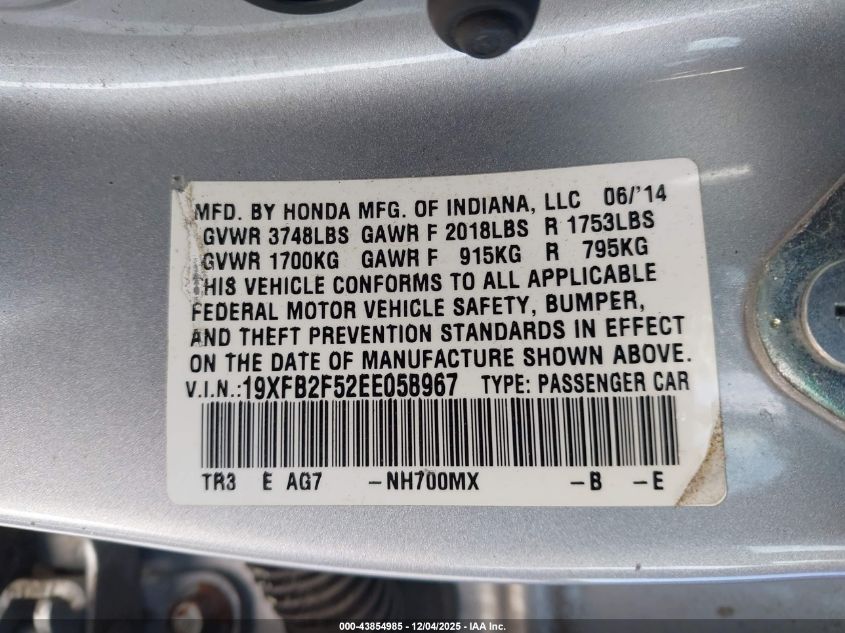 MFD. BY HONDA MFG. OF INDIANA, LLC 06/'14
GVWR 3748LBS GAWR F 2018LBS R 1753LBS
GVWR 1700KG GAWR F 915KG R 795KG
THIS VEHICLE CONFORMS TO ALL APPLICABLE
FEDERAL MOTOR VEHICLE SAFETY, BUMPER,
AND THEFT PREVENTION STANDARDS IN EFFECT
ON THE DATE OF MANUFACTURE SHOWN ABOVE.
V.I.N.:19XFB2F52EE058967 TYPE: PASSENGER CAR
TR3 E AG7 -NH700MX -B -E
000-43854985 - 12/04/2025 - IAA Inc.